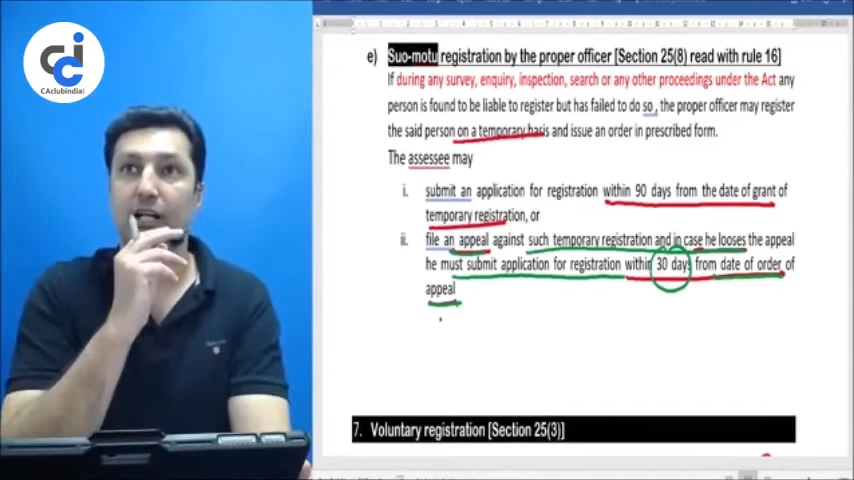 CAclubindia
e) Suo-motu registration by the proper officer [Section 25(8) read with rule 16]
If during any survey, enquiry, inspection, search or any other proceedings under the Act any
person is found to be liable to register but has failed to do so , the proper officer may register
the said person on a temporary basis and issue an order in prescribed form.
The assessee may
i. submit an application for registration within 90 days from the date of grant of
temporary registration, or
ii. file an appeal against such temporary registration and in case he looses the appeal
he must submit application for registration within 30 days from date of order of
appeal
7. Voluntary registration [Section 25(3)]